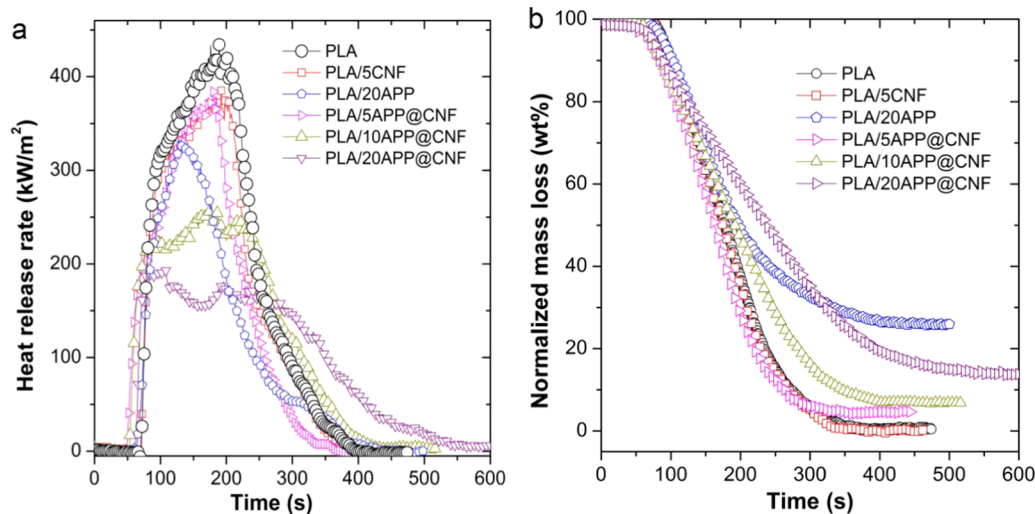 a
Heat release rate (kW/m²)
400
300
200
100
0
PLA
PLA/5CNF
PLA/20APP
PLA/5APP@CNF
PLA/10APP@CNF
PLA/20APP@CNF
0 100 200 300 400 500 600
Time (s)
b
Normalized mass loss (wt%)
100
80
60
40
20
0
PLA
PLA/5CNF
PLA/20APP
PLA/5APP@CNF
PLA/10APP@CNF
PLA/20APP@CNF
0 100 200 300 400 500 600
Time (s)